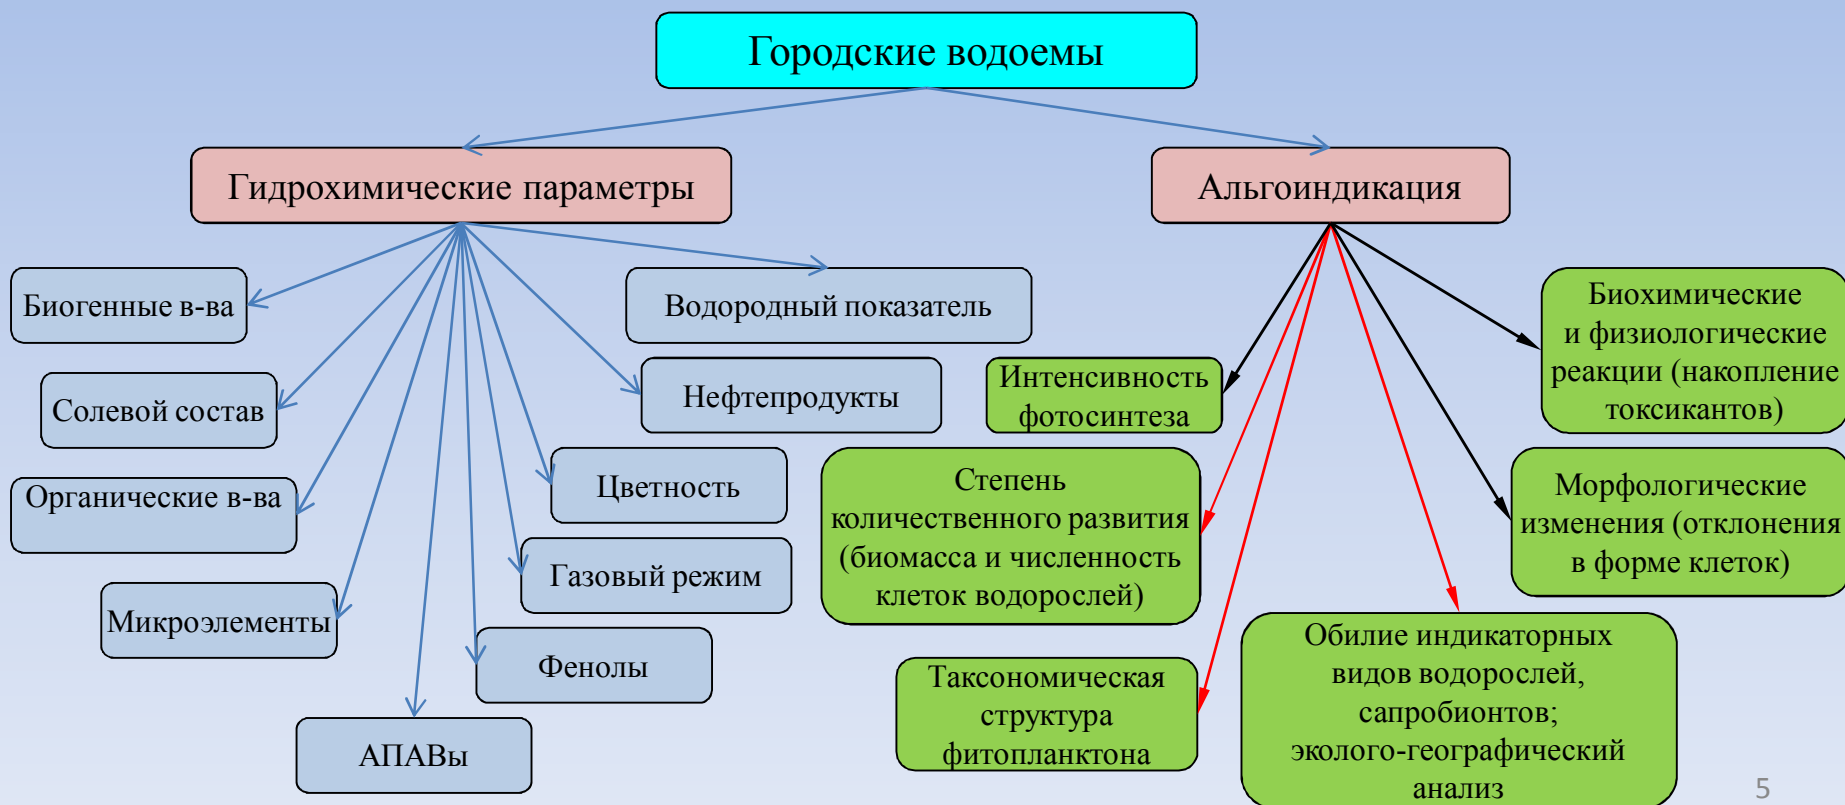 Городские водоемы
Гидрохимические параметры
Альгоиндикация
Биогенные в-ва
Водородный показатель
Солевой состав
Нефтепродукты
Органические в-ва
Цветность
Микроэлементы
Газовый режим
Фенолы
АПАВы
Интенсивность
фотосинтеза
Биохимические
и физиологические
реакции (накопление
токсикантов)
Степень
количественного развития
(биомасса и численность
клеток водорослей)
Морфологические
изменения (отклонения
в форме клеток)
Таксономическая
структура
фитопланктона
Обилие индикаторных
видов водорослей,
сапробионтов;
эколого-географический
анализ
5